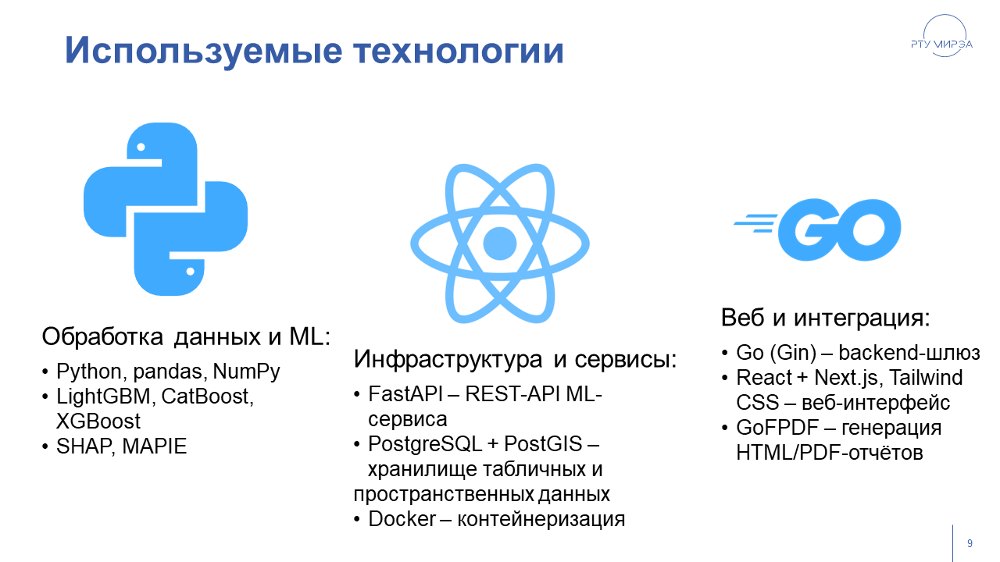 Используемые технологии
РТУ МИРЭА
GO
Обработка данных и ML:
• Python, pandas, NumPy
• LightGBM, CatBoost,
XGBoost
• SHAP, MAPIE
Инфраструктура и сервисы:
• FastAPI – REST-API ML-
сервиса
• PostgreSQL + PostGIS –
хранилище табличных и
пространственных данных
• Docker – контейнеризация
Веб и интеграция:
• Go (Gin) – backend-шлюз
• React + Next.js, Tailwind
CSS – веб-интерфейс
• GoFPDF – генерация
HTML/PDF-отчётов
9